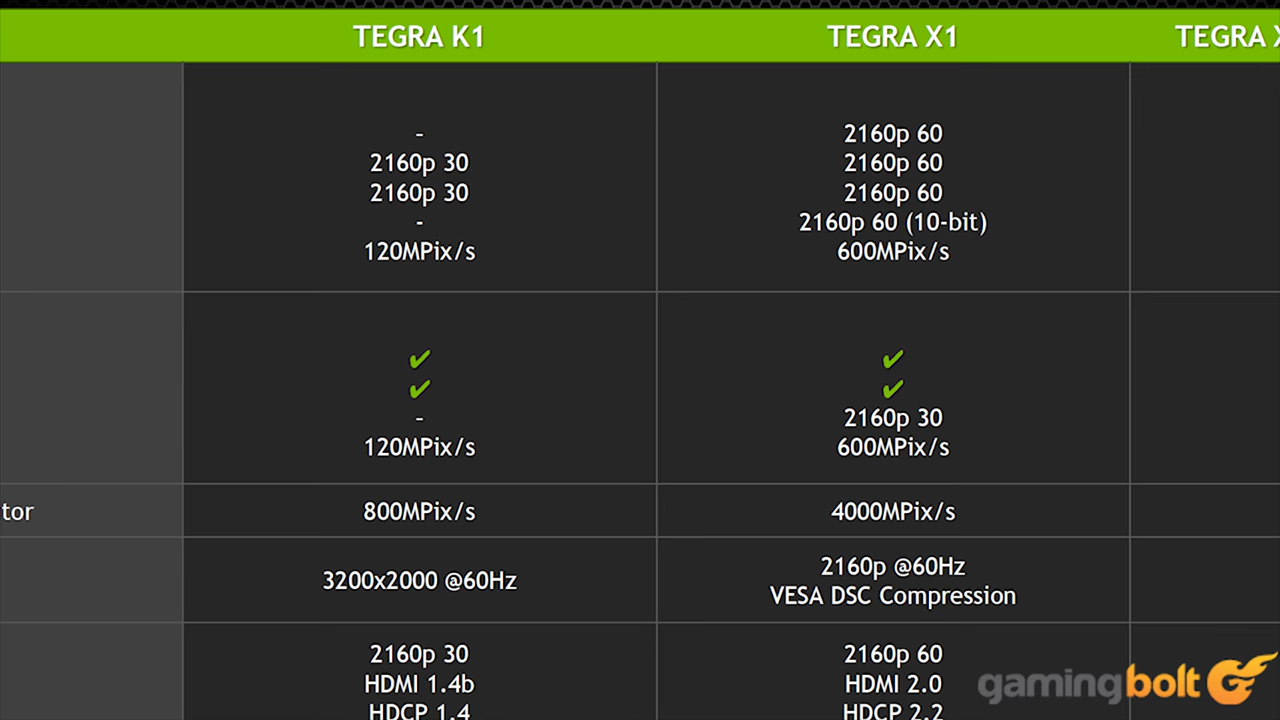 TEGRA K1
TEGRA X1
TEGRA
-
2160p 60
2160p 30
2160p 60
2160p 30
2160p 60
-
2160p 60 (10-bit)
120MPix/s
600MPix/s
✔
✔
✔
✔
-
2160p 30
120MPix/s
600MPix/s
tor
800MPix/s
4000MPix/s
3200x2000 @60Hz
2160p @60Hz
VESA DSC Compression
2160p 30
2160p 60
HDMI 1.4b
HDMI 2.0
HDCP 1.4
HDCP 2.2
gamingbolt